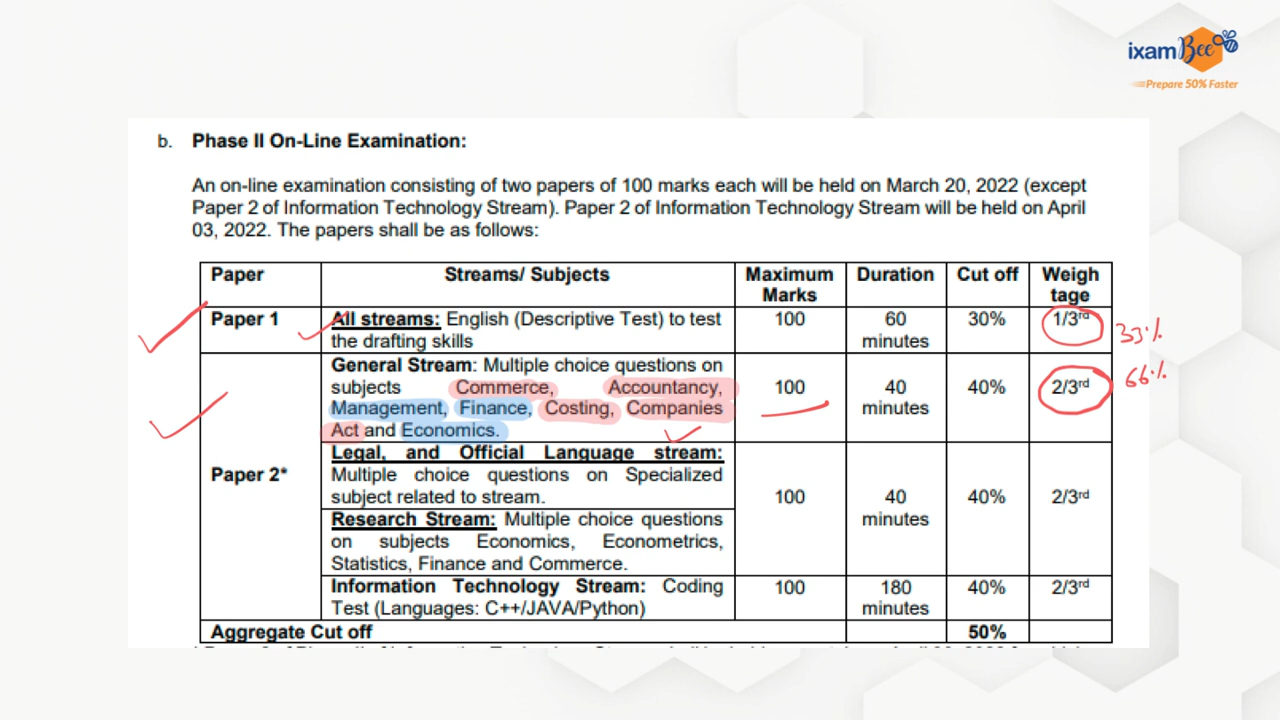 ixamBee
Prepare 50% Faster
b. Phase II On-Line Examination:
An on-line examination consisting of two papers of 100 marks each will be held on March 20, 2022 (except
Paper 2 of Information Technology Stream). Paper 2 of Information Technology Stream will be held on April
03, 2022. The papers shall be as follows:
Paper Streams/ Subjects Maximum Marks Duration Cut off Weigh tage
Paper 1 All streams: English (Descriptive Test) to test 100 60 30% 1/3rd 33%
the drafting skills minutes
General Stream: Multiple choice questions on
subjects Commerce, Accountancy, 100 40 40% 2/3rd 66%
Management, Finance, Costing, Companies minutes
Act and Economics.
Legal, and Official Language stream:
Paper 2* Multiple choice questions on Specialized
subject related to stream. 100 40 40% 2/3rd
Research Stream: Multiple choice questions minutes
on subjects Economics, Econometrics,
Statistics, Finance and Commerce.
Information Technology Stream: Coding 100 180 40% 2/3rd
Test (Languages: C++/JAVA/Python) minutes
Aggregate Cut off 50%